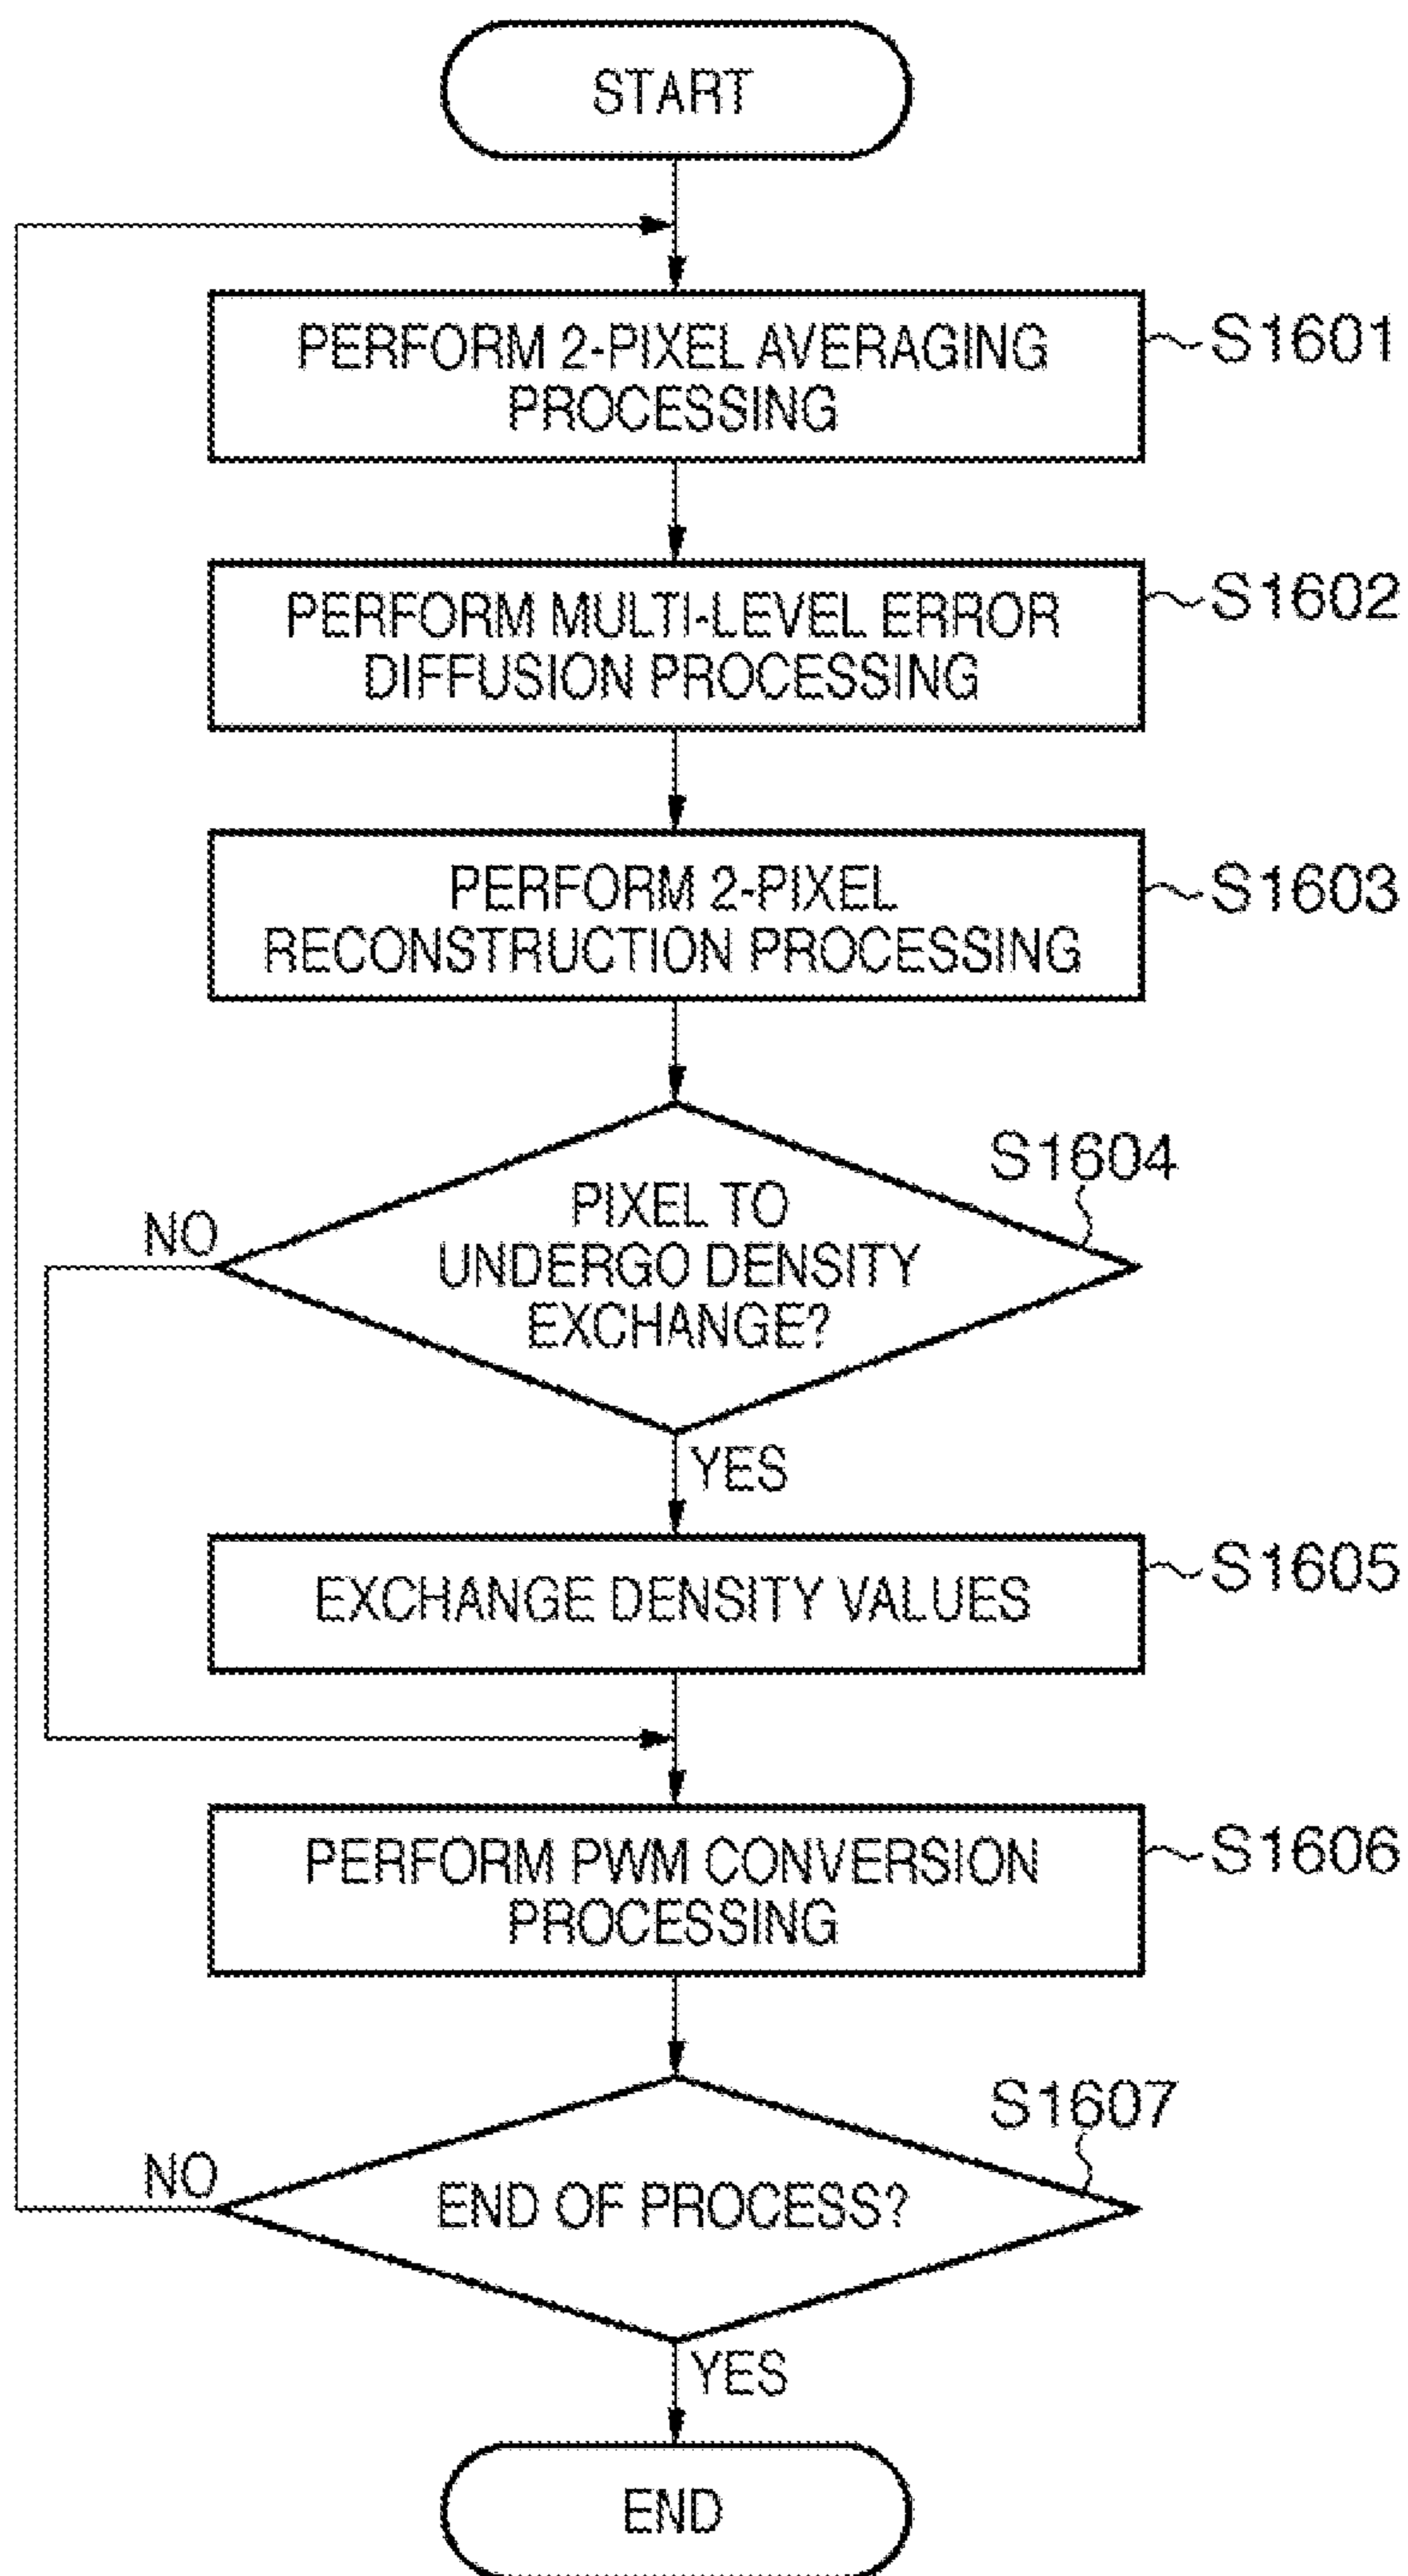 START
PERFORM 2-PIXEL AVERAGING
PROCESSING
S1601
PERFORM MULTI-LEVEL ERROR
DIFFUSION PROCESSING
S1602
PERFORM 2-PIXEL
RECONSTRUCTION PROCESSING
S1603
S1604
PIXEL TO
UNDERGO DENSITY
EXCHANGE?
NO
YES
EXCHANGE DENSITY VALUES
S1605
PERFORM PWM CONVERSION
PROCESSING
S1606
S1607
END OF PROCESS?
NO
YES
END